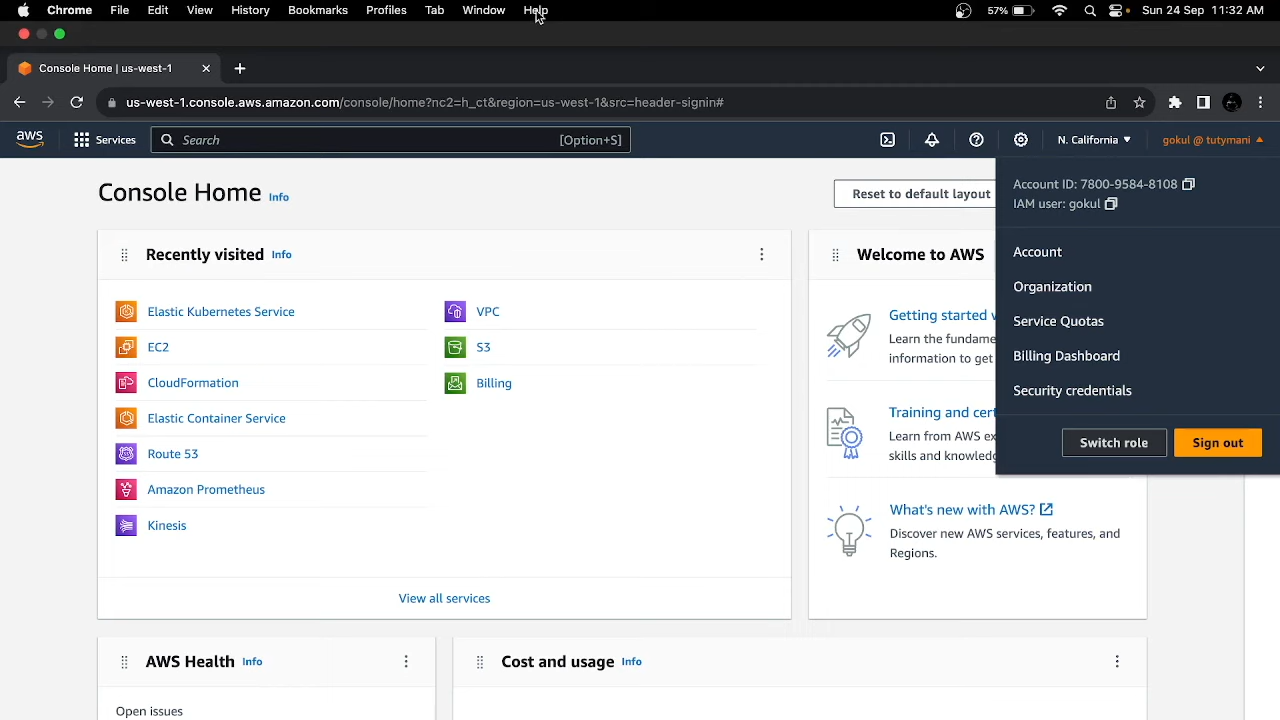 Chrome File Edit View History Bookmarks Profiles Tab Window Help 57% Sun 24 Sep 11:32 AM
Console Home | us-west-1
us-west-1.console.aws.amazon.com/console/home?nc2=h_ct&region=us-west-1&src=header-signin#
aws Services Search [Option+S] N. California gokul @ tutymani
Console Home Info
Reset to default layout
Account ID: 7800-9584-8108
IAM user: gokul
Account
Organization
Service Quotas
Billing Dashboard
Security credentials
Switch role Sign out
Recently visited Info
Elastic Kubernetes Service
EC2
CloudFormation
Elastic Container Service
Route 53
Amazon Prometheus
Kinesis
VPC
S3
Billing
View all services
Welcome to AWS
Getting started
Learn the fundame
information to get
Training and cert
Learn from AWS ex
skills and knowled
What's new with AWS?
Discover new AWS services, features, and
Regions.
AWS Health Info
Open issues
Cost and usage Info